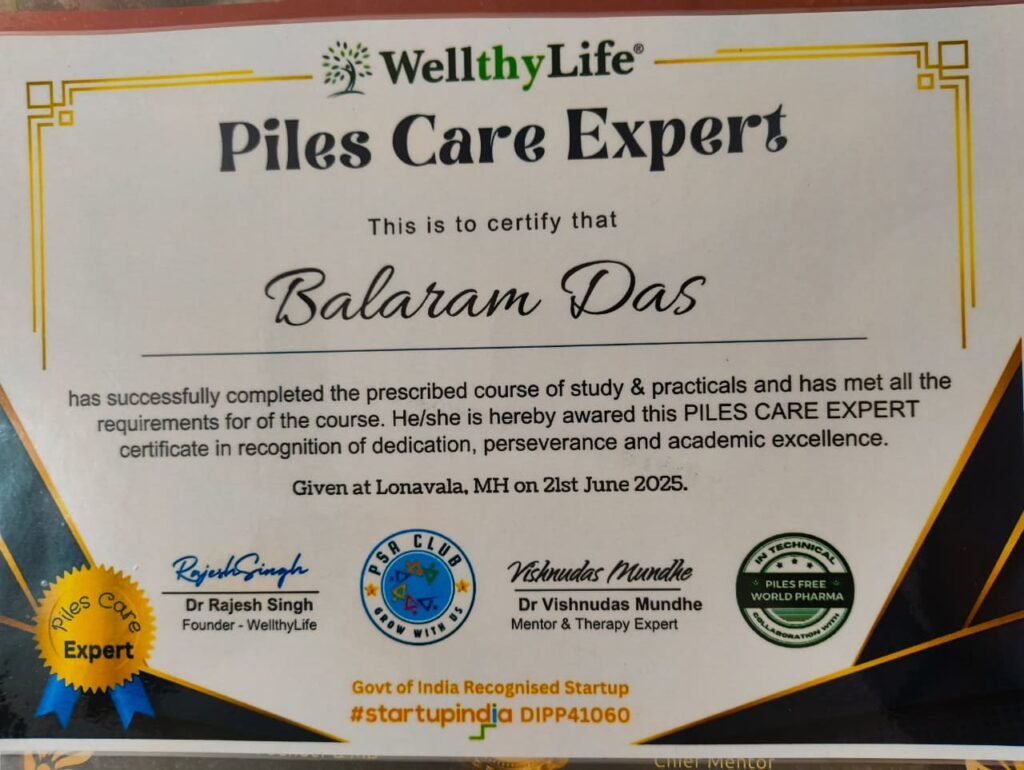 WellthyLife®
Piles Care Expert
This is to certify that
Balaram Das
has successfully completed the prescribed course of study & practicals and has met all the
requirements for of the course. He/she is hereby awared this PILES CARE EXPERT
certificate in recognition of dedication, perseverance and academic excellence.
Given at Lonavala, MH on 21st June 2025.
Piles Care
Expert
RajeshSingh
Dr Rajesh Singh
Founder - WellthyLife
PSR CLUB
GROW WITH US
Vishnudas Mundhe
Dr Vishnudas Mundhe
Mentor & Therapy Expert
IN TECHNICAL
PILES FREE
WORLD PHARMA
COLLABORATION WITH
Govt of India Recognised Startup
#startupindia DIPP41060
Chief Mentor